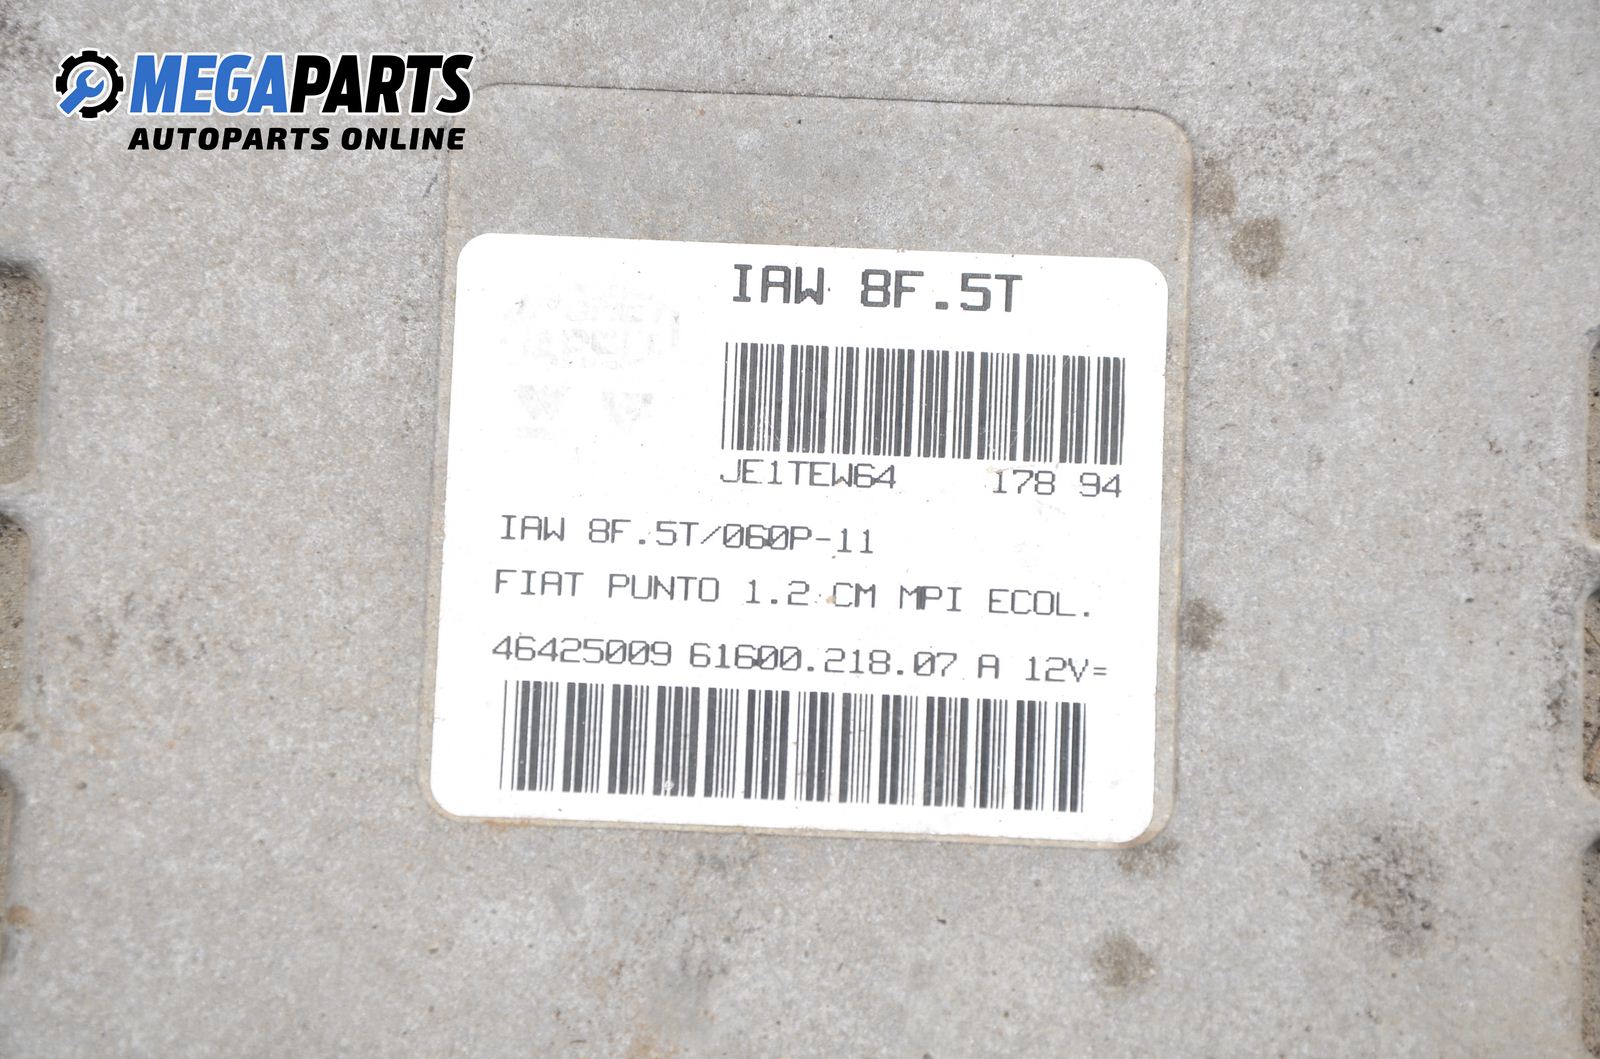 MEGAPARTS
AUTOPARTS ONLINE
IAW 8F.5T
JE1TEW64 178 94
IAW 8F.5T/060P-11
FIAT PUNTO 1.2 CM MPI ECOL.
46425009 61600.218.07 A 12V=